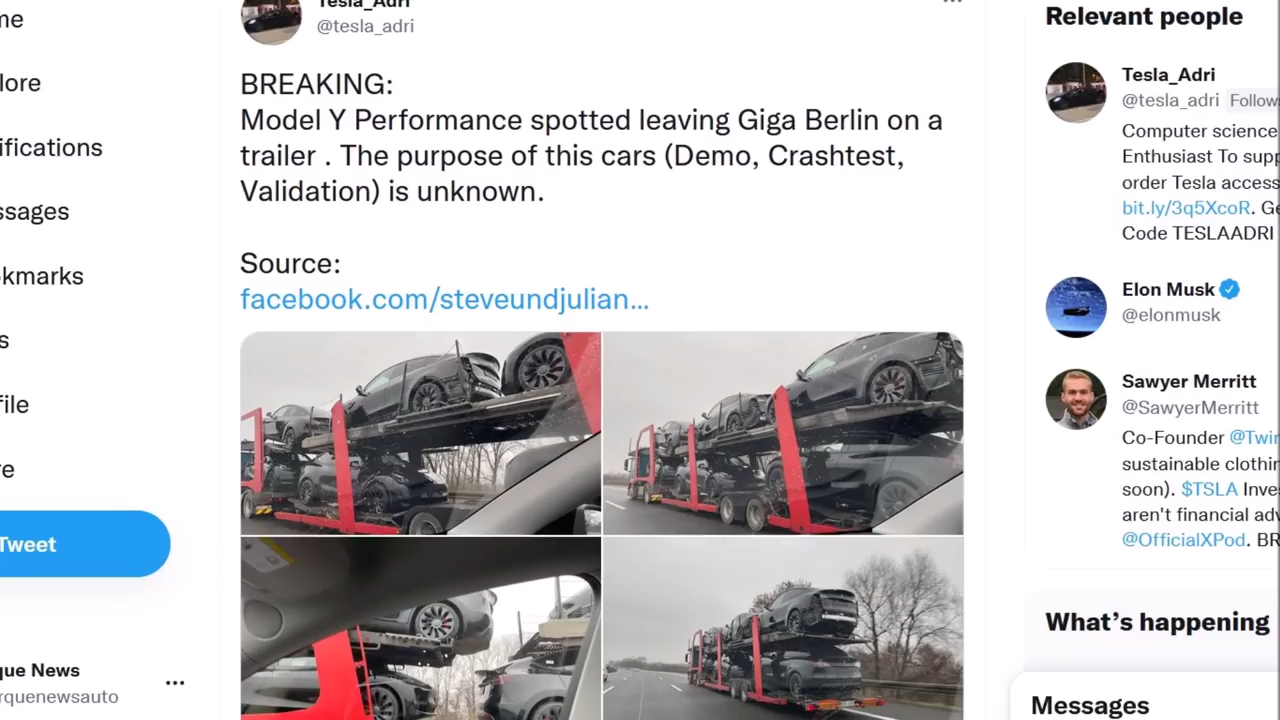 me
Tesla_Adri
@tesla_adri
lore
BREAKING:
Model Y Performance spotted leaving Giga Berlin on a
trailer . The purpose of this cars (Demo, Crashtest,
Validation) is unknown.
Source:
facebook.com/steveundjulian...
ifications
ssages
okmarks
s
file
re
Tweet
que News
rquenewsauto
Relevant people
Tesla_Adri
@tesla_adri Follows
Computer science
Enthusiast To supp
order Tesla access
bit.ly/3q5XcoR. Ge
Code TESLAADRI
Elon Musk
@elonmusk
Sawyer Merritt
@SawyerMerritt
Co-Founder @Twin
sustainable clothin
soon). $TSLA Inves
aren't financial adv
@OfficialXPod. BR
What's happening
Messages